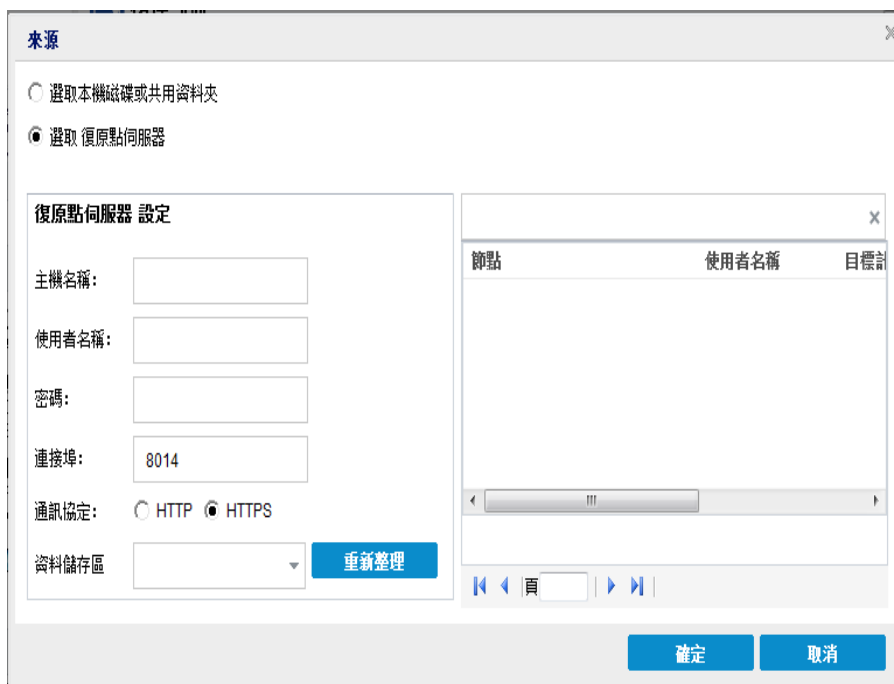 來源
選取本機磁碟或共用資料夾
選取 復原點伺服器
復原點伺服器 設定
主機名稱:
使用者名稱:
密碼:
連接埠: 8014
通訊協定: HTTP HTTPS
資料儲存區 重新整理
節點 使用者名稱 目標
頁
確定 取消